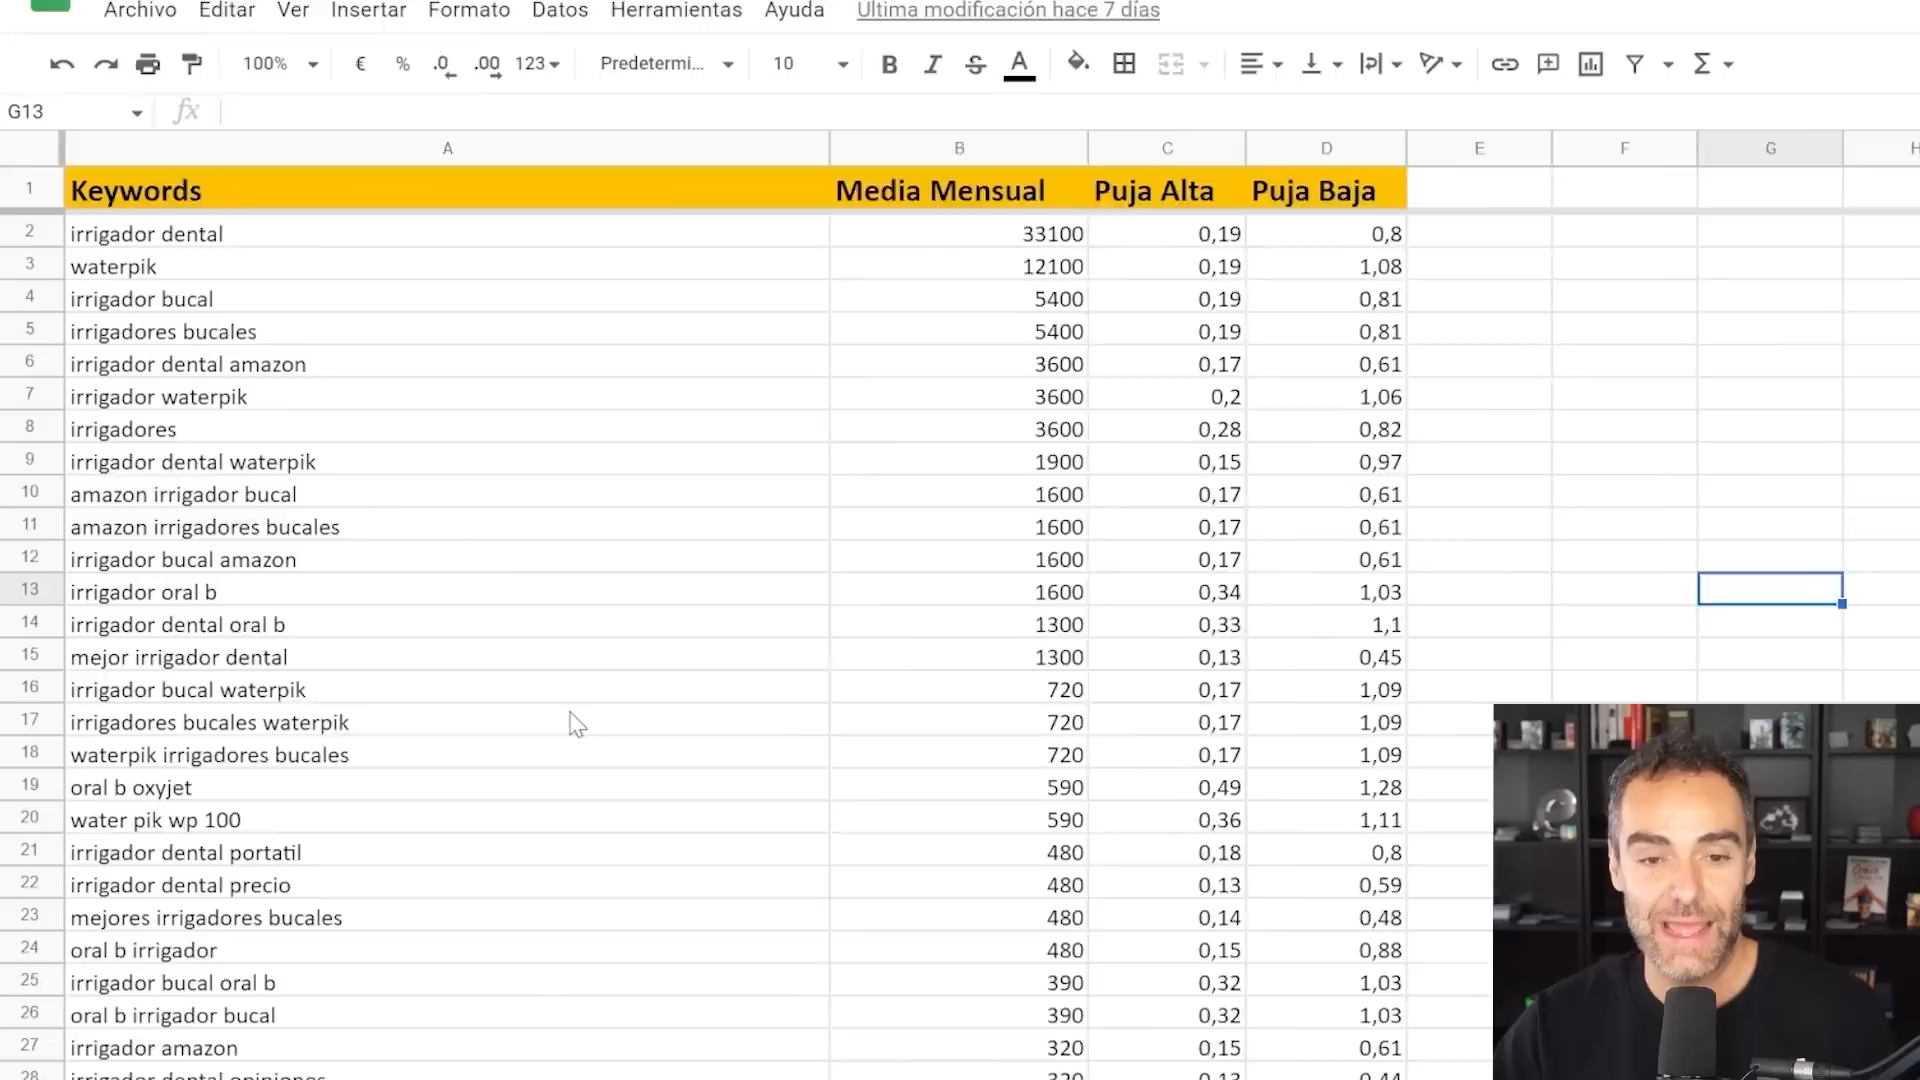 Archivo Editar Ver Insertar Formato Datos Herramientas Ayuda Última modificación hace 7 días
100% € % .0 .00 123 Predetermi... 10 B I S A
G13 fx
A B C D E F G H
1 Keywords Media Mensual Puja Alta Puja Baja
2 irrigador dental 33100 0,19 0,8
3 waterpik 12100 0,19 1,08
4 irrigador bucal 5400 0,19 0,81
5 irrigadores bucales 5400 0,19 0,81
6 irrigador dental amazon 3600 0,17 0,61
7 irrigador waterpik 3600 0,2 1,06
8 irrigadores 3600 0,28 0,82
9 irrigador dental waterpik 1900 0,15 0,97
10 amazon irrigador bucal 1600 0,17 0,61
11 amazon irrigadores bucales 1600 0,17 0,61
12 irrigador bucal amazon 1600 0,17 0,61
13 irrigador oral b 1600 0,34 1,03
14 irrigador dental oral b 1300 0,33 1,1
15 mejor irrigador dental 1300 0,13 0,45
16 irrigador bucal waterpik 720 0,17 1,09
17 irrigadores bucales waterpik 720 0,17 1,09
18 waterpik irrigadores bucales 720 0,17 1,09
19 oral b oxyjet 590 0,49 1,28
20 water pik wp 100 590 0,36 1,11
21 irrigador dental portatil 480 0,18 0,8
22 irrigador dental precio 480 0,13 0,59
23 mejores irrigadores bucales 480 0,14 0,48
24 oral b irrigador 480 0,15 0,88
25 irrigador bucal oral b 390 0,32 1,03
26 oral b irrigador bucal 390 0,32 1,03
27 irrigador amazon 320 0,15 0,61
28 irrigador dental opiniones 320 0,13 0,44